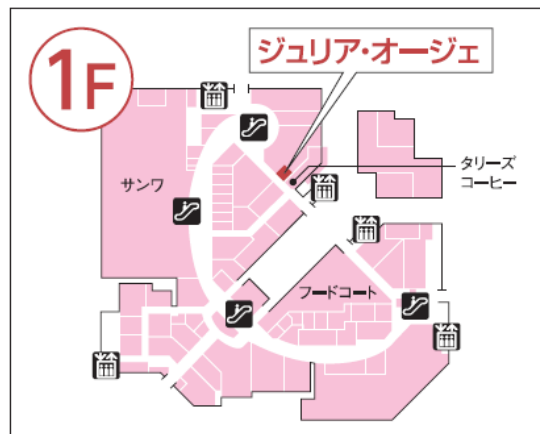 1F
ジュリア・オージェ
サンワ
タリーズ
コーヒー
フードコート